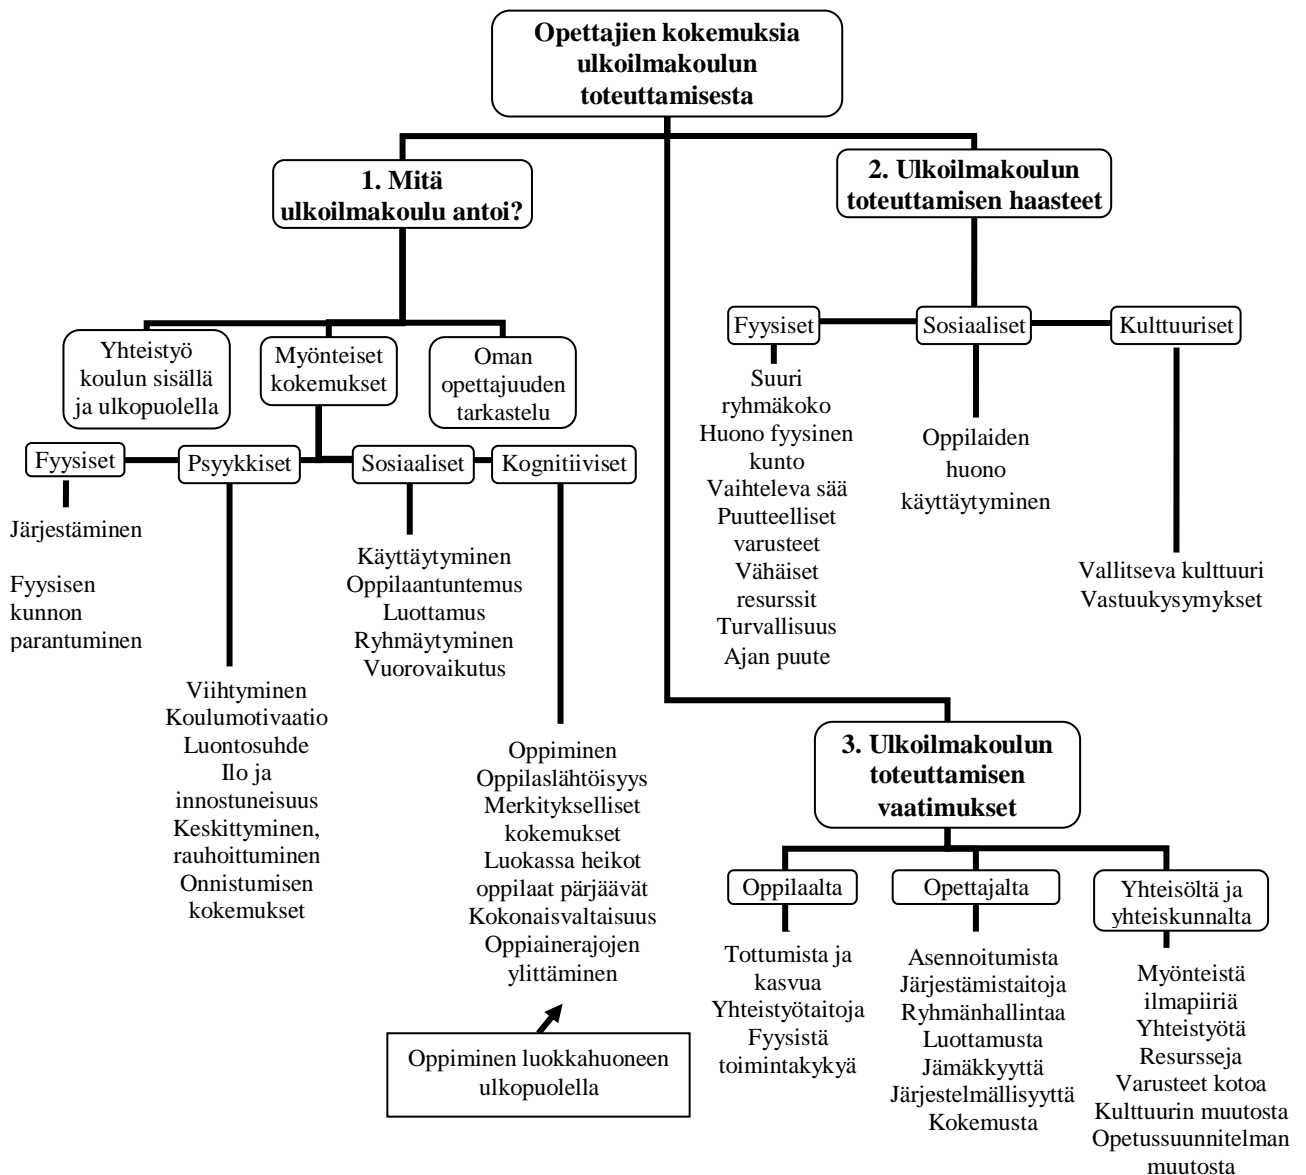 Opettajien kokemuksia
ulkoilmakoulun
toteuttamisesta
1. Mitä
ulkoilmakoulu antoi?
2. Ulkoilmakoulun
toteuttamisen haasteet
Yhteistyö
koulun sisällä
ja ulkopuolella
Myönteiset
kokemukset
Oman
opettajuuden
tarkastelu
Fyysiset
Sosiaaliset
Kulttuuriset
Suuri
ryhmäkoko
Huono fyysinen
kunto
Vaihteleva sää
Puutteelliset
varusteet
Vähäiset
resurssit
Turvallisuus
Ajan puute
Oppilaiden
huono
käyttäytyminen
Vallitseva kulttuuri
Vastuukysymykset
Fyysiset
Psyykkiset
Sosiaaliset
Kognitiiviset
Järjestäminen
Fyysisen
kunnon
parantuminen
Viihtyminen
Koulumotivaatio
Luontosuhde
Ilo ja
innostuneisuus
Keskittyminen,
rauhoittuminen
Onnistumisen
kokemukset
Käyttäytyminen
Oppilaantuntemus
Luottamus
Ryhmäytyminen
Vuorovaikutus
Oppiminen
Oppilaslähtöisyys
Merkitykselliset
kokemukset
Luokassa heikot
oppilaat pärjäävät
Kokonaisvaltaisuus
Oppiainerajojen
ylittäminen
Oppiminen luokkahuoneen
ulkopuolella
3. Ulkoilmakoulun
toteuttamisen
vaatimukset
Oppilaalta
Opettajalta
Yhteisöltä ja
yhteiskunnalta
Tottumista ja
kasvua
Yhteistyötaitoja
Fyysistä
toimintakykyä
Asennoitumista
Järjestämistaitoja
Ryhmänhallintaa
Luottamusta
Jämäkkyyttä
Järjestelmällisyyttä
Kokemusta
Myönteistä
ilmapiiriä
Yhteistyötä
Resursseja
Varusteet kotoa
Kulttuurin muutosta
Opetussuunnitelman
muutosta